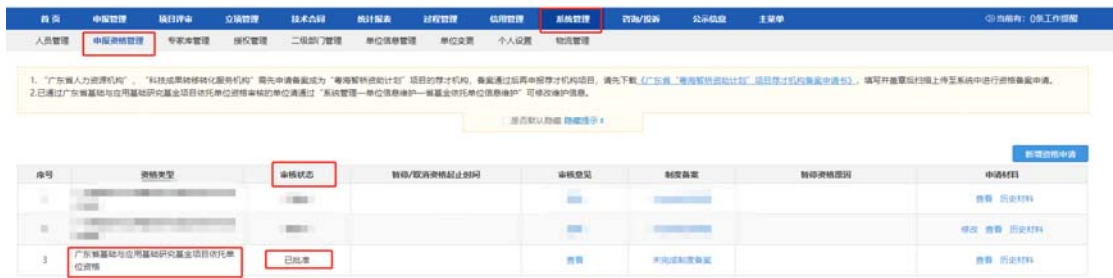 首页 申报管理 项目评审 立项管理 技术合同 统计报表 过程管理 信用管理 系统管理 咨询/投诉 公示信息 主菜单 当前有：0条工作提醒
人员管理 申报资格管理 专家库管理 授权管理 二级部门管理 单位信息管理 单位变更 个人设置 物流管理
1. “广东省人力资源机构”、“科技成果转移转化服务机构”需先申请备案成为“粤海智桥资助计划”项目的荐才机构，备案通过后再申报荐才机构项目，请先下载《广东省“粤海智桥资助计划”项目荐才机构备案申请书》，填写并盖章后扫描上传至系统中进行资格备案申请。
2.已通过广东省基础与应用基础研究基金项目依托单位资格审核的单位请通过“系统管理—单位信息维护—省基金依托单位信息维护”可修改维护信息。
是否默认隐藏 隐藏提示
新增资格申请
序号 资格类型 审核状态 暂停/取消资格起止时间 审核意见 制度备案 暂停资格原因 申请材料
查看 历史材料
修改 查看 历史材料
3 广东省基础与应用基础研究基金项目依托单位资格 已批准 查看 未完成制度备案 查看 历史材料